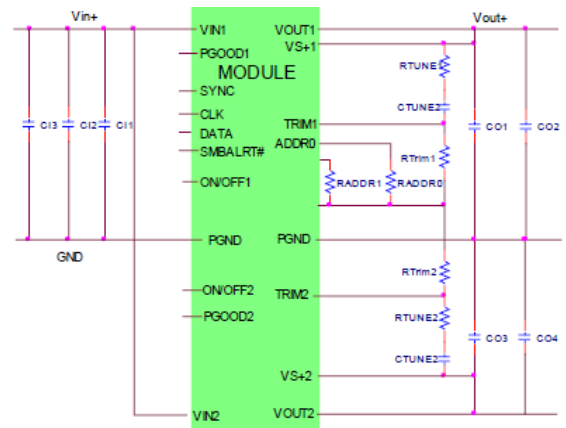 Vin+
VIN1
VOUT1
Vout+
VS+1
PGOOD1
MODULE
RTUNE1
SYNC
CTUNE2
CLK
TRIM1
CI3
CI2
CI1
DATA
CO1
CO2
ADDR0
SMBALRT#
RTrim1
ON/OFF1
RADDR1
RADDR0
PGND
PGND
GND
RTrim2
ON/OFF2
TRIM2
PGOOD2
RTUNE2
CO3
CO4
CTUNE2
VS+2
VIN2
VOUT2